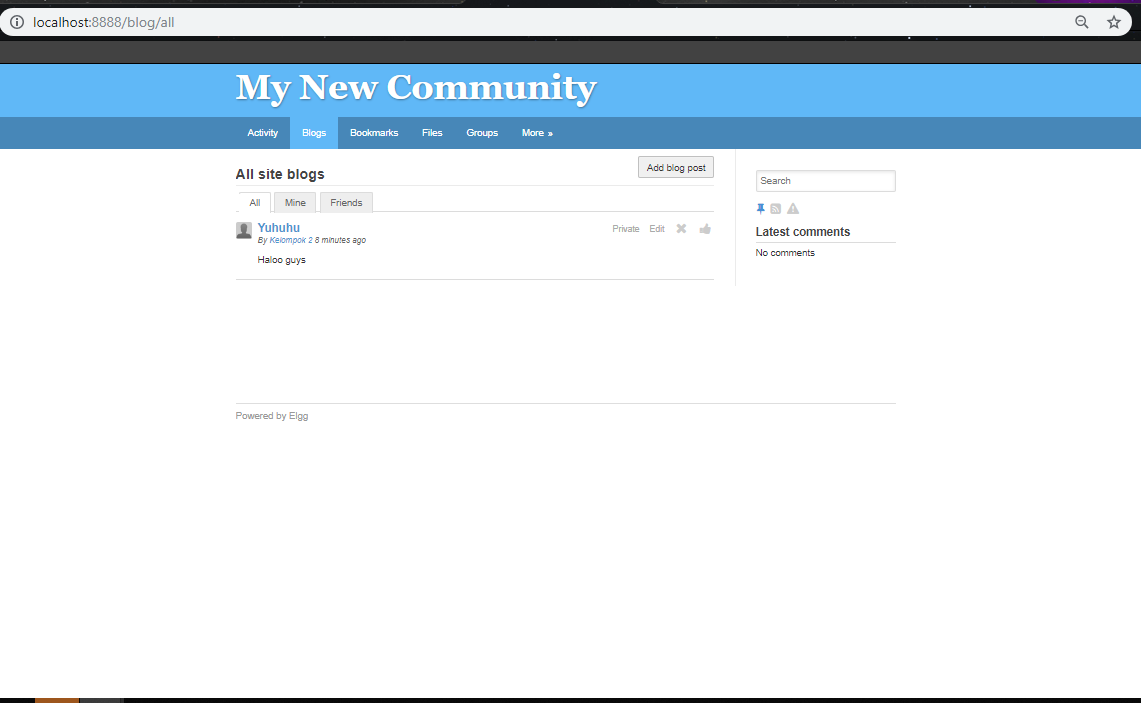 localhost:8888/blog/all
My New Community
Activity Blogs Bookmarks Files Groups More »
All site blogs
Add blog post
All Mine Friends
Yuhuhu
Private Edit
By Kelompok 2 8 minutes ago
Haloo guys
Search
Latest comments
No comments
Powered by Elgg